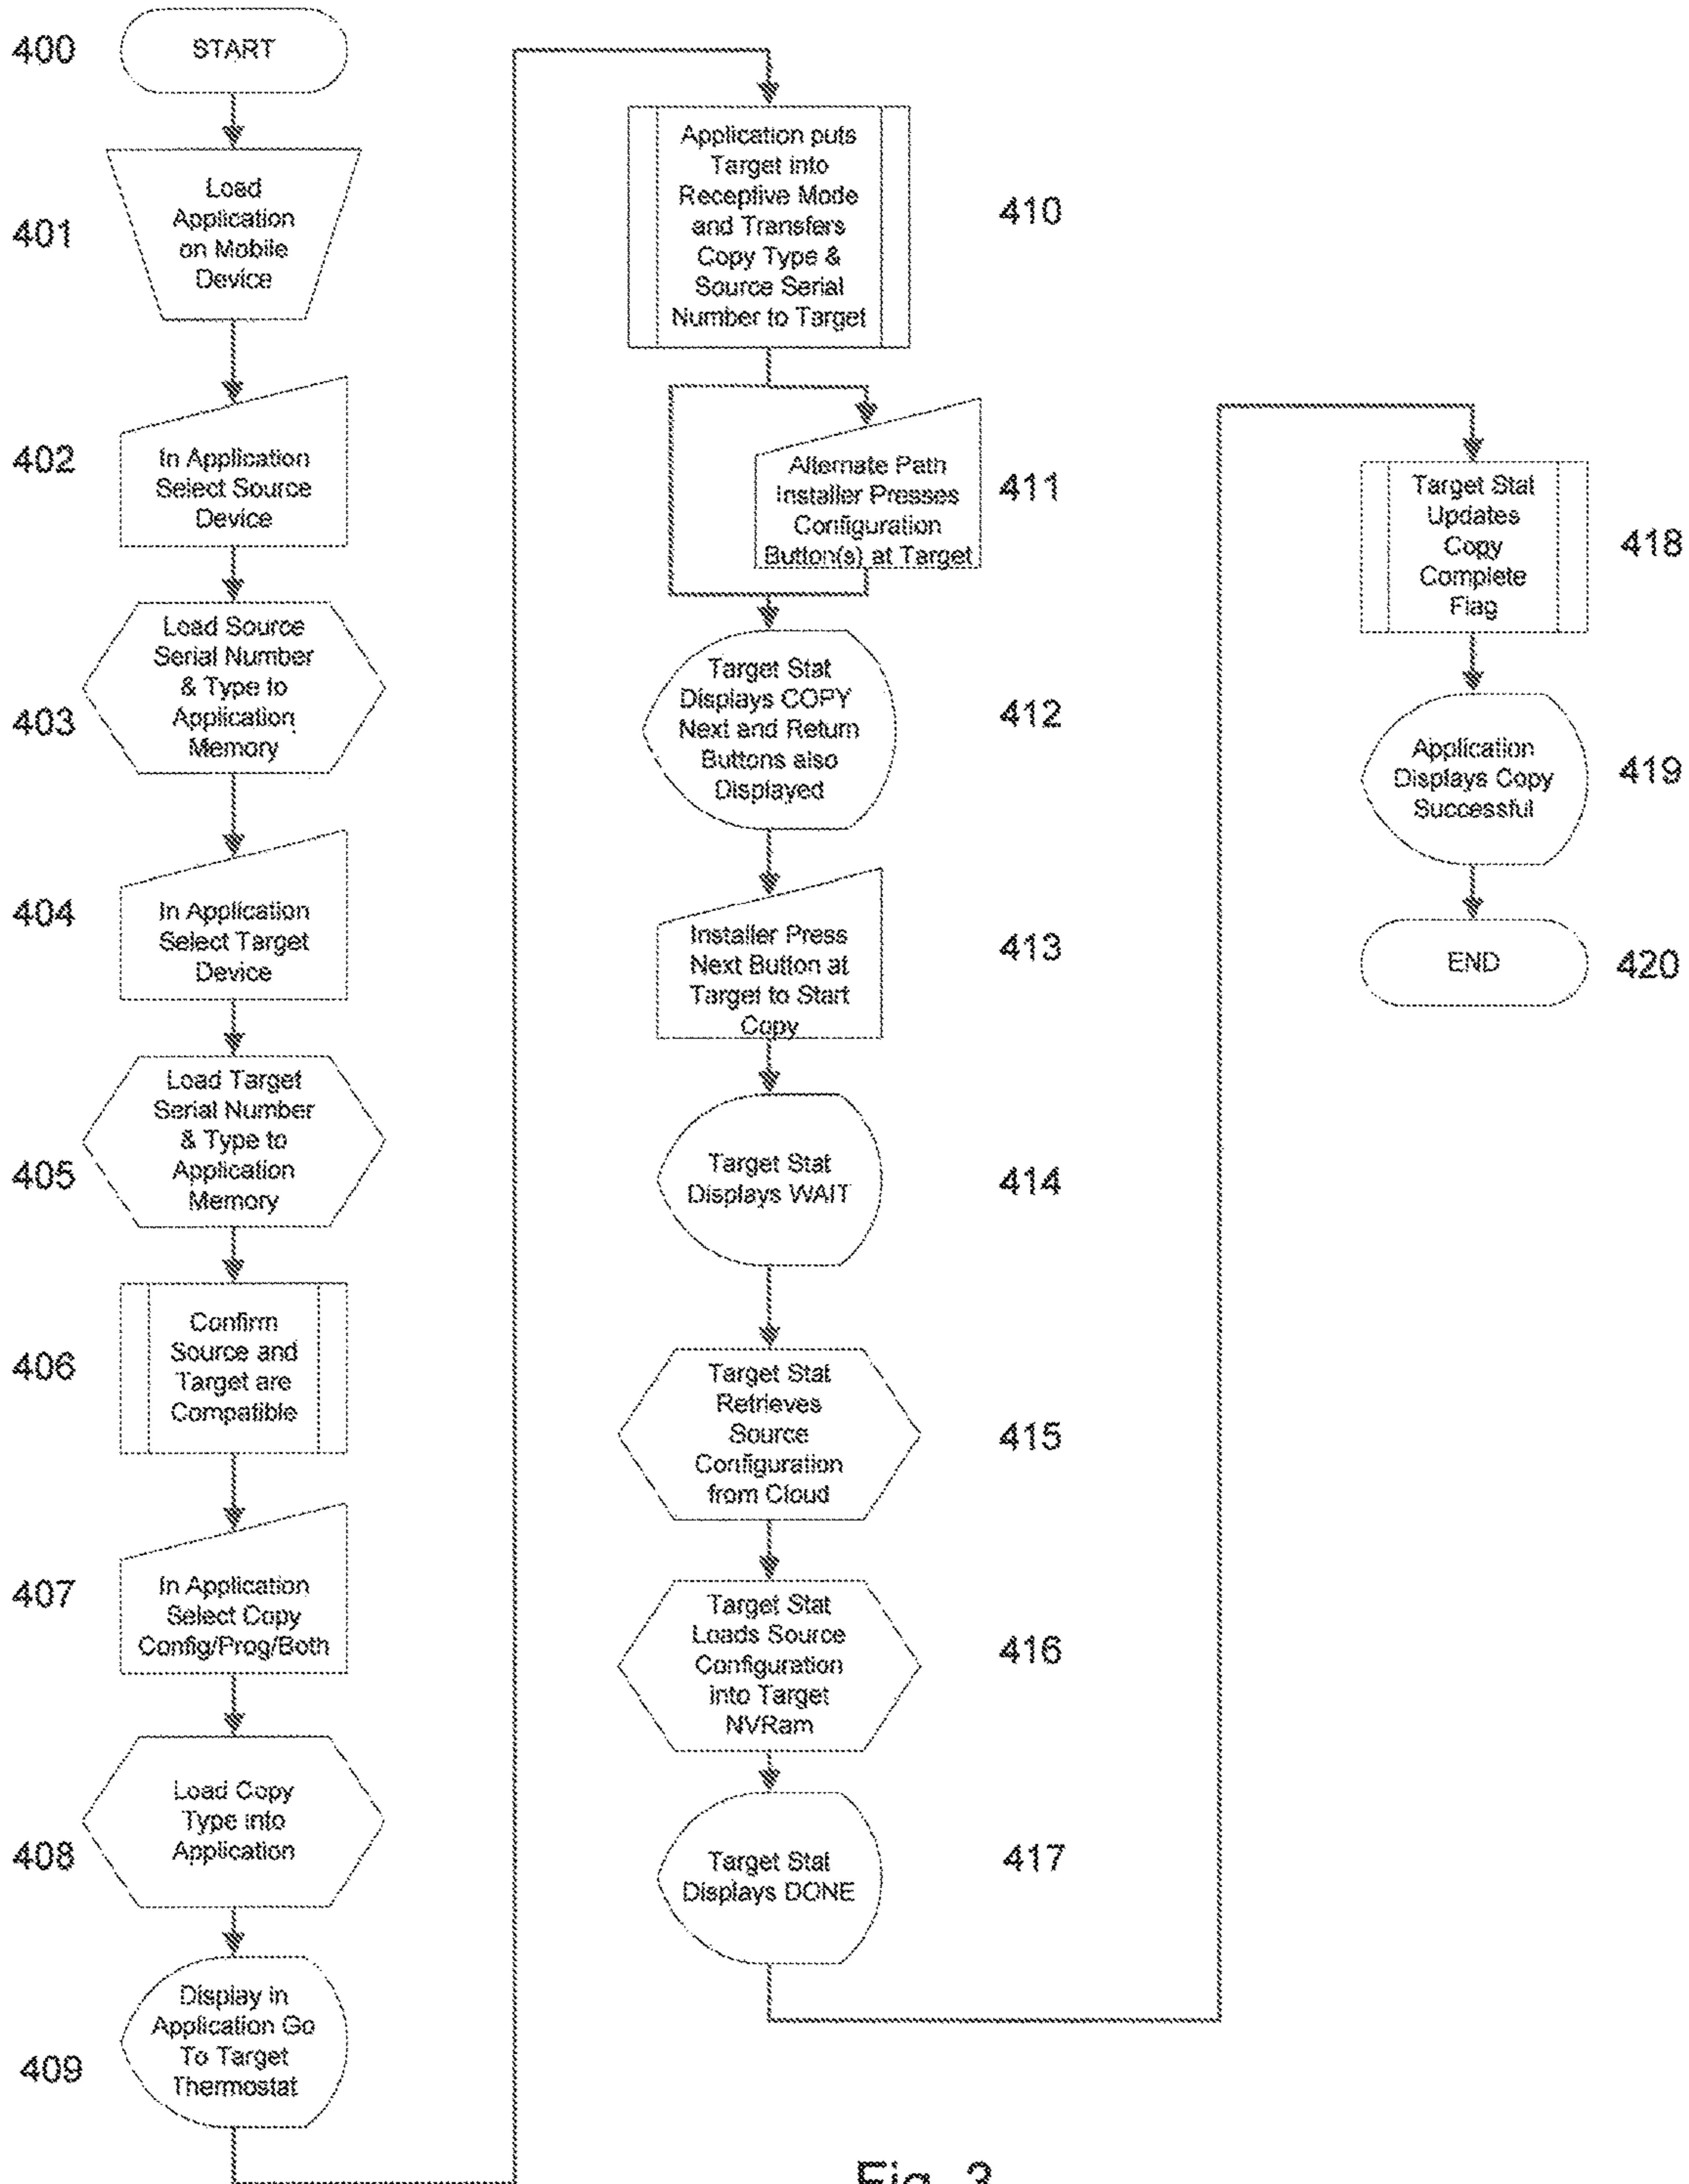 400
START
401
Load
Application
on Mobile
Device
402
In Application
Select Source
Device
403
Load Source
Serial Number
& Type to
Application
Memory
404
In Application
Select Target
Device
405
Load Target
Serial Number
& Type to
Application
Memory
406
Confirm
Source and
Target are
Compatible
407
In Application
Select Copy
Config/Prog/Both
408
Load Copy
Type into
Application
409
Display in
Application Go
To Target
Thermostat
410
Application puts
Target into
Receptive Mode
and Transfers
Copy Type &
Source Serial
Number to Target
411
Alternate Path
Installer Presses
Configuration
Button(s) at Target
412
Target Stat
Displays COPY
Next and Return
Buttons also
Displayed
413
Installer Press
Next Button at
Target to Start
Copy
414
Target Stat
Displays WAIT
415
Target Stat
Retrieves
Source
Configuration
from Cloud
416
Target Stat
Loads Source
Configuration
into Target
NVRam
417
Target Stat
Displays DONE
418
Target Stat
Updates
Copy
Complete
Flag
419
Application
Displays Copy
Successful
420
END
Fig. 3